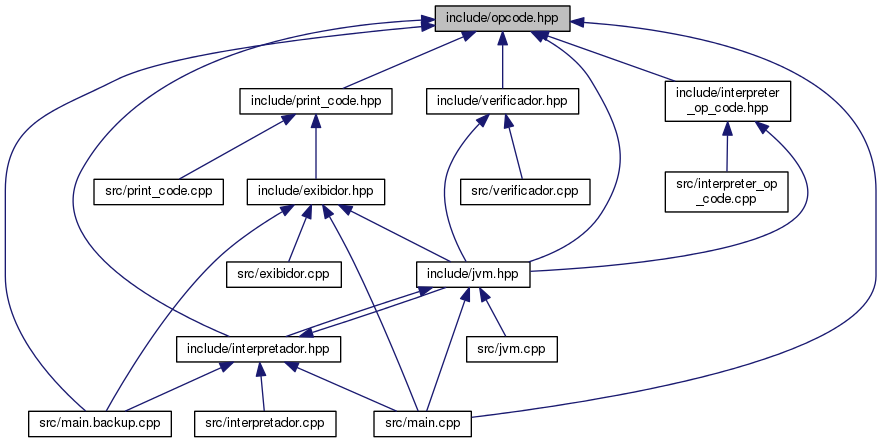 include/opcode.hpp
include/print_code.hpp
include/verificador.hpp
include/interpreter
_op_code.hpp
src/print_code.cpp
include/exibidor.hpp
src/verificador.cpp
src/interpreter_op
_code.cpp
src/exibidor.cpp
include/jvm.hpp
include/interpretador.hpp
src/jvm.cpp
src/main.backup.cpp
src/interpretador.cpp
src/main.cpp